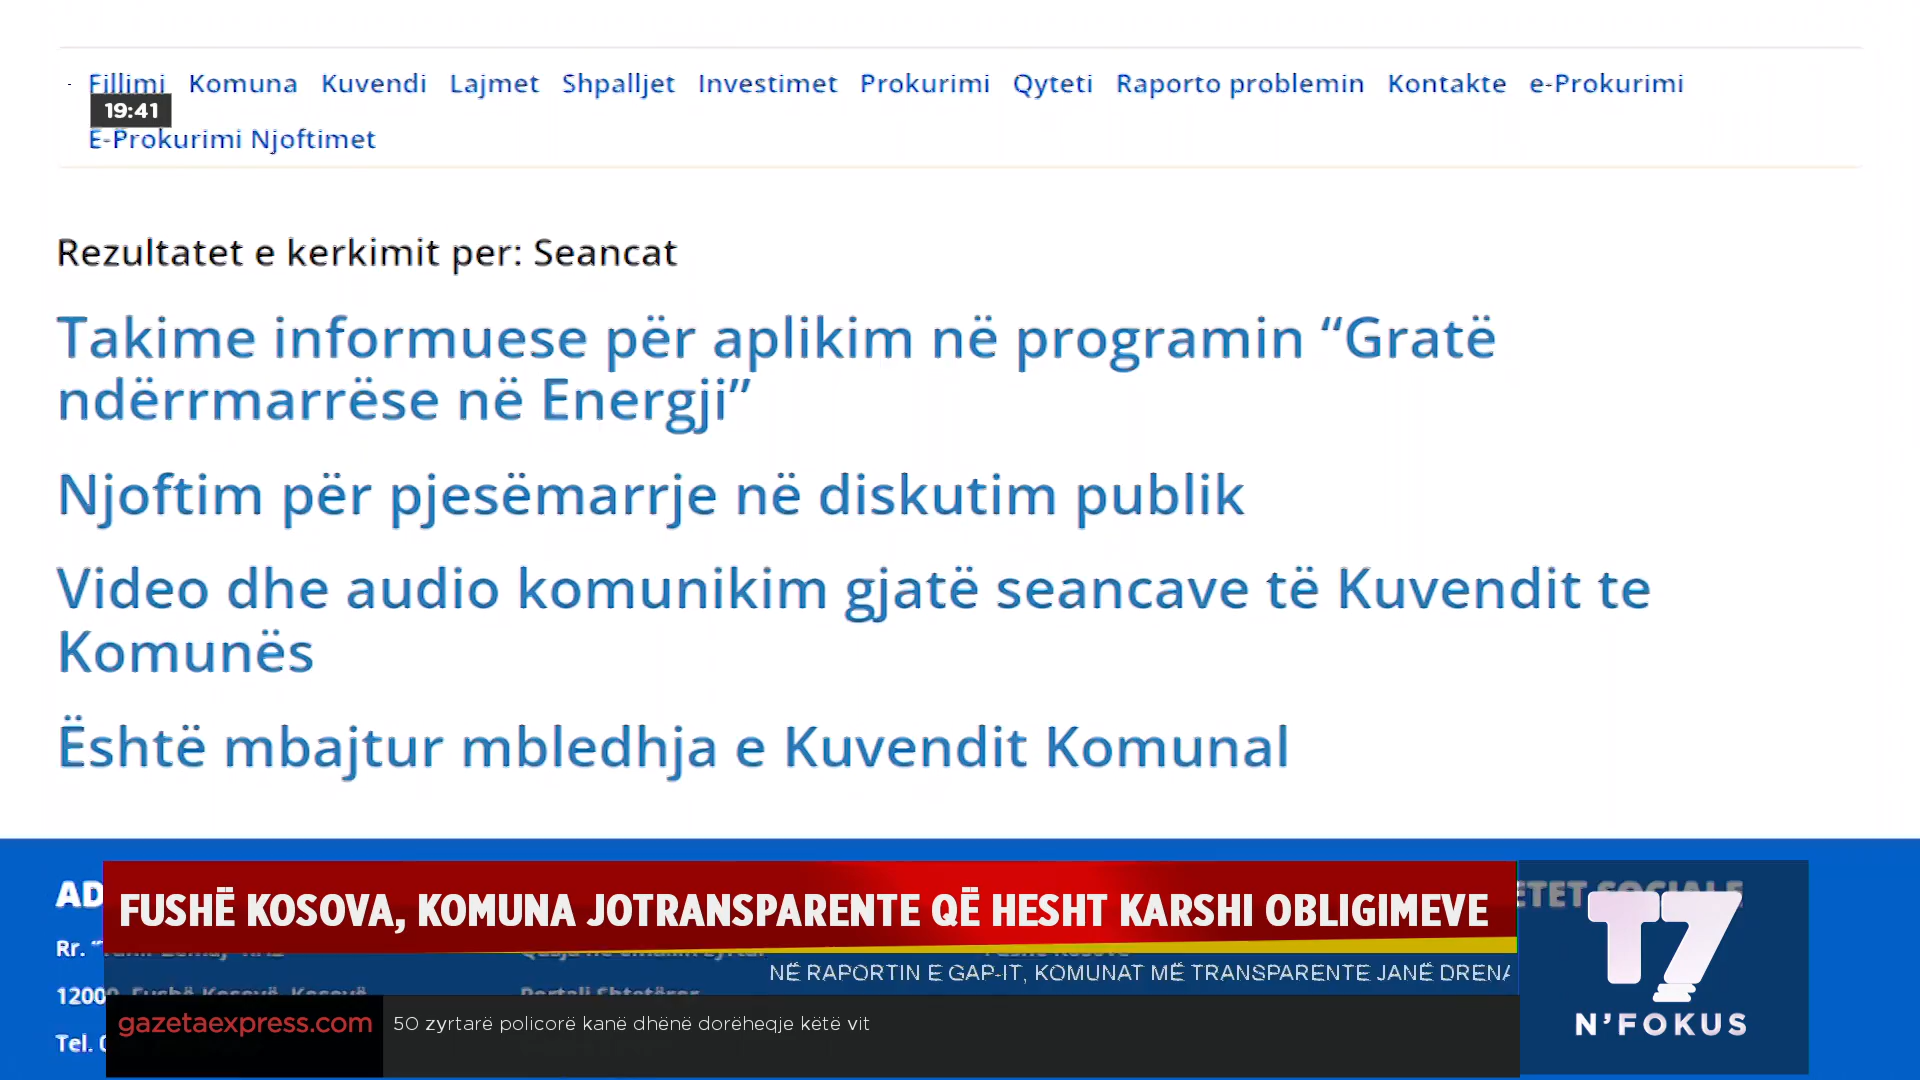 Fillimi Komuna Kuvendi Lajmet Shpalljet Investimet Prokurimi Qyteti Raporto problemin Kontakte e-Prokurimi
19:41
E-Prokurimi Njoftimet
Rezultatet e kerkimit per: Seancat
Takime informuese për aplikim në programin “Gratë
ndërrmarrëse në Energji”
Njoftim për pjesëmarrje në diskutim publik
Video dhe audio komunikim gjatë seancave të Kuvendit te
Komunës
Është mbajtur mbledhja e Kuvendit Komunal
FUSHË KOSOVA, KOMUNA JOTRANSPARENTE QË HESHT KARSHI OBLIGIMEVE
Rr.
NË RAPORTIN E GAP-IT, KOMUNAT MË TRANSPARENTE JANË
T7
N'FOKUS
gazetaexpress.com 50 zyrtarë policorë kanë dhënë dorëheqje këtë vit
Tel.